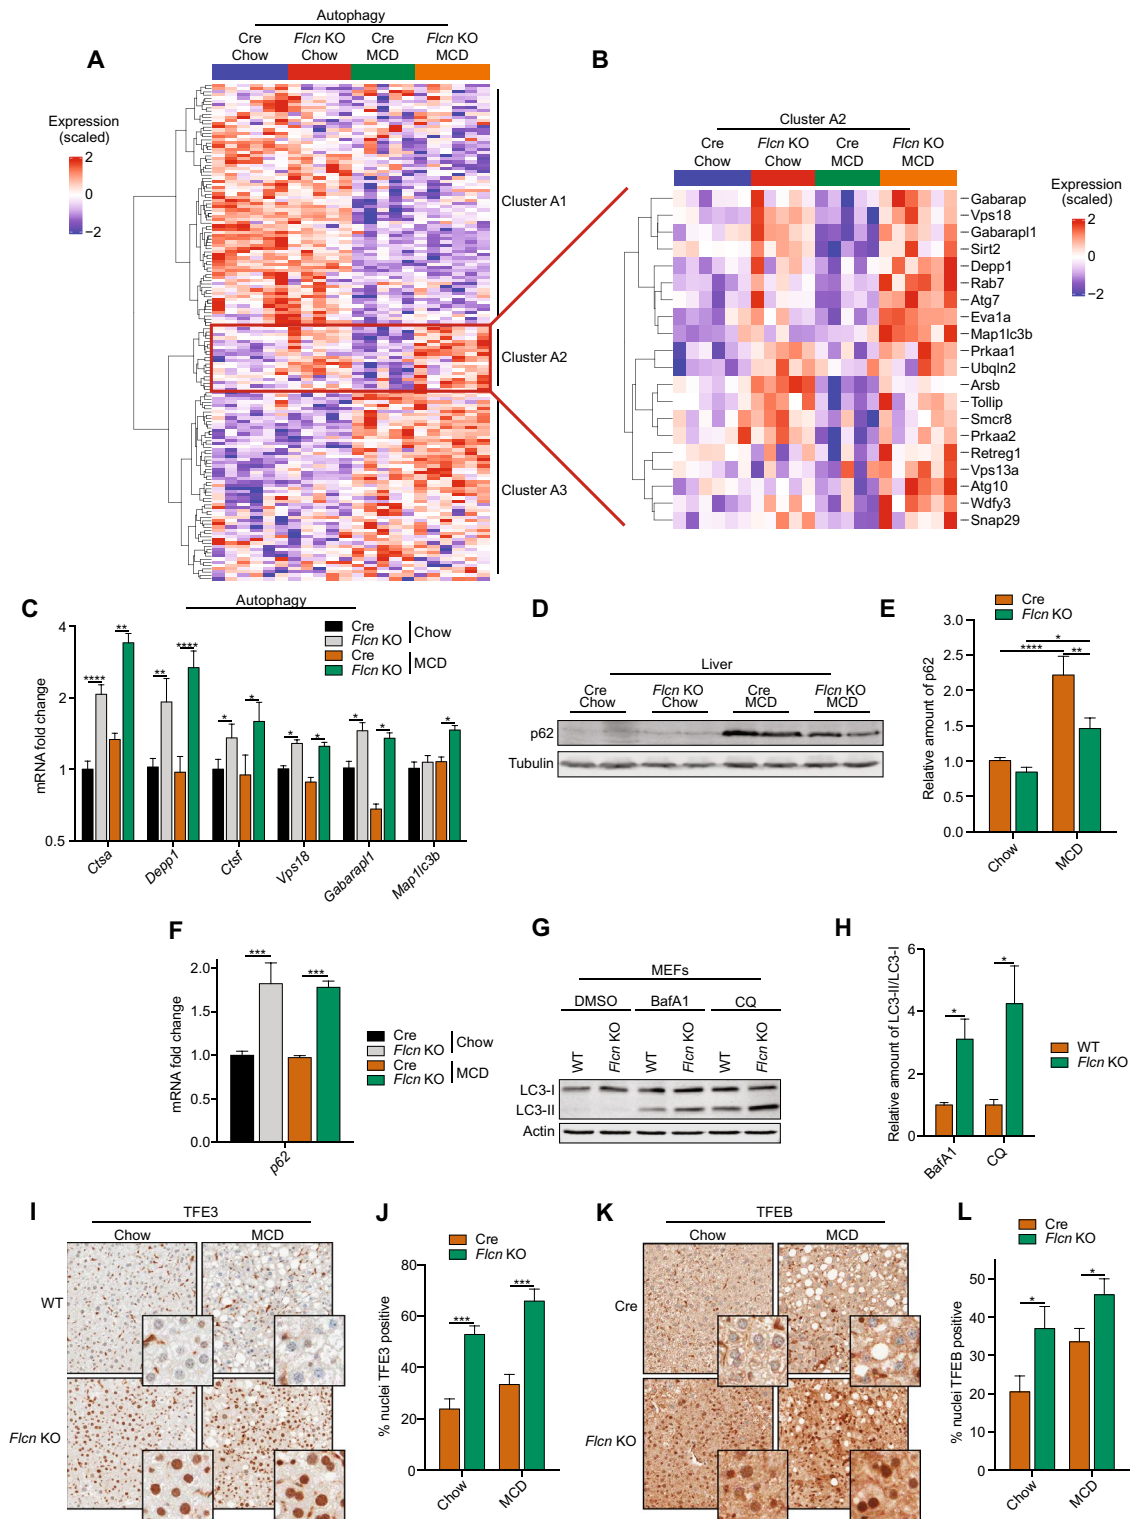 A
Autophagy
Cre Chow
Flcn KO Chow
Cre MCD
Flcn KO MCD
Expression (scaled)
2
0
−2
Cluster A1
Cluster A2
Cluster A3
B
Cluster A2
Cre Chow
Flcn KO Chow
Cre MCD
Flcn KO MCD
Expression (scaled)
2
0
−2
Gabarap
Vps18
Gabarapl1
Sirt2
Depp1
Rab7
Atg7
Eva1a
Map1lc3b
Prkaa1
Ubqln2
Arsb
Tollip
Smcr8
Prkaa2
Retreg1
Vps13a
Atg10
Wdfy3
Snap29
C
Autophagy
mRNA fold change
4
2
1
0.5
Cre
Flcn KO
Chow
Cre
Flcn KO
MCD
****
**
**
****
*
*
*
*
*
*
*
Ctsa
Depp1
Ctsf
Vps18
Gabarapl1
Map1lc3b
D
Liver
Cre Chow
Flcn KO Chow
Cre MCD
Flcn KO MCD
p62
Tubulin
E
Cre
Flcn KO
Relative amount of p62
3.0
2.5
2.0
1.5
1.0
0.5
0.0
*
****
**
Chow
MCD
F
mRNA fold change
2.0
1.5
1.0
0.5
0.0
***
***
p62
Cre
Flcn KO
Chow
Cre
Flcn KO
MCD
G
MEFs
DMSO
BafA1
CQ
WT
Flcn KO
WT
Flcn KO
WT
Flcn KO
LC3-I
LC3-II
Actin
H
Relative amount of LC3-II/LC3-I
6
4
2
0
*
*
BafA1
CQ
WT
Flcn KO
I
TFE3
Chow
MCD
WT
Flcn KO
J
Cre
Flcn KO
% nuclei TFE3 positive
80
60
40
20
0
***
***
Chow
MCD
K
TFEB
Chow
MCD
Cre
Flcn KO
L
Cre
Flcn KO
% nuclei TFEB positive
50
40
30
20
10
0
*
*
Chow
MCD